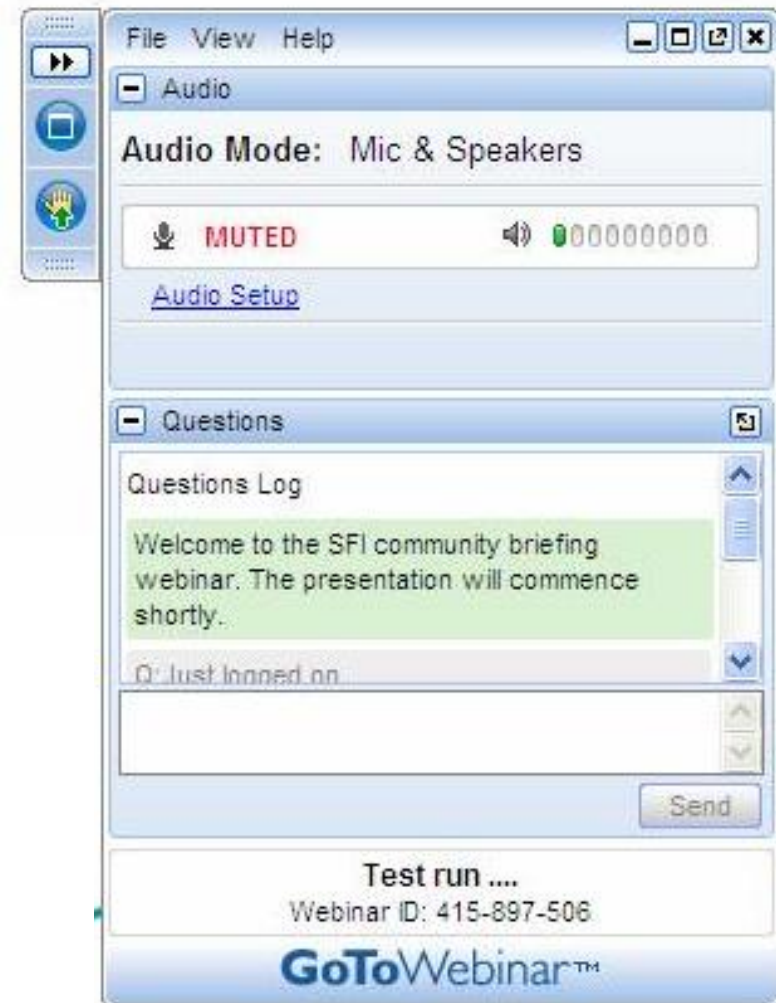 File View Help
Audio
Audio Mode: Mic & Speakers
MUTED
Audio Setup
Questions
Questions Log
Welcome to the SFI community briefing
webinar. The presentation will commence
shortly.
Q: Just logged on
Send
Test run ....
Webinar ID: 415-897-506
GoToWebinar™